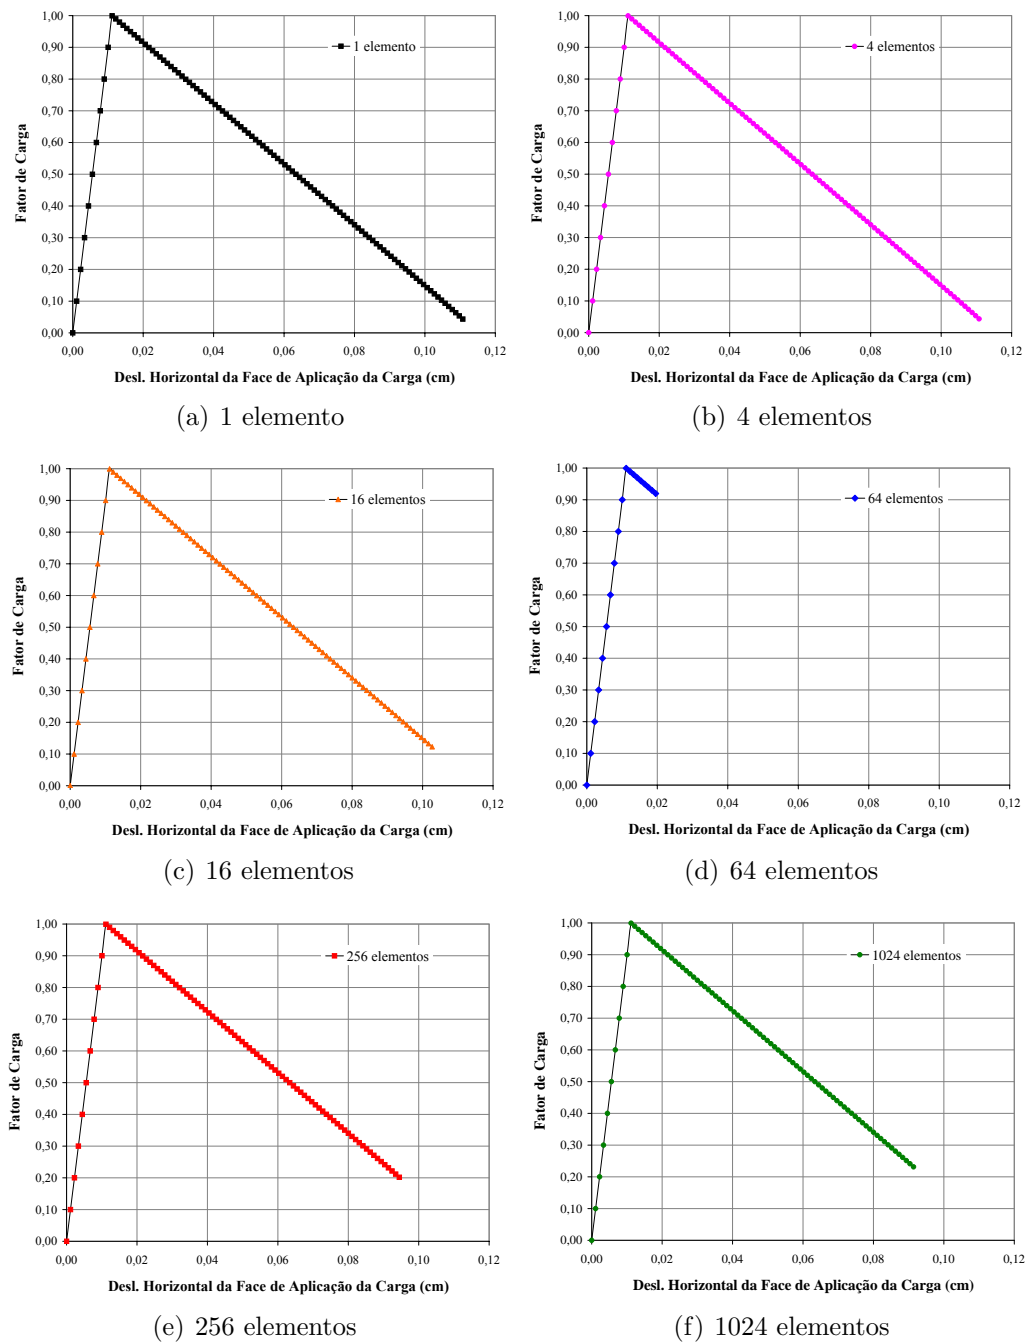 1,00
0,90
0,80
0,70
0,60
0,50
0,40
0,30
0,20
0,10
0,00
Fator de Carga
1 elemento
0,00 0,02 0,04 0,06 0,08 0,10 0,12
Desl. Horizontal da Face de Aplicação da Carga (cm)
(a) 1 elemento
1,00
0,90
0,80
0,70
0,60
0,50
0,40
0,30
0,20
0,10
0,00
Fator de Carga
4 elementos
0,00 0,02 0,04 0,06 0,08 0,10 0,12
Desl. Horizontal da Face de Aplicação da Carga (cm)
(b) 4 elementos
1,00
0,90
0,80
0,70
0,60
0,50
0,40
0,30
0,20
0,10
0,00
Fator de Carga
16 elementos
0,00 0,02 0,04 0,06 0,08 0,10 0,12
Desl. Horizontal da Face de Aplicação da Carga (cm)
(c) 16 elementos
1,00
0,90
0,80
0,70
0,60
0,50
0,40
0,30
0,20
0,10
0,00
Fator de Carga
64 elementos
0,00 0,02 0,04 0,06 0,08 0,10 0,12
Desl. Horizontal da Face de Aplicação da Carga (cm)
(d) 64 elementos
1,00
0,90
0,80
0,70
0,60
0,50
0,40
0,30
0,20
0,10
0,00
Fator de Carga
256 elementos
0,00 0,02 0,04 0,06 0,08 0,10 0,12
Desl. Horizontal da Face de Aplicação da Carga (cm)
(e) 256 elementos
1,00
0,90
0,80
0,70
0,60
0,50
0,40
0,30
0,20
0,10
0,00
Fator de Carga
1024 elementos
0,00 0,02 0,04 0,06 0,08 0,10 0,12
Desl. Horizontal da Face de Aplicação da Carga (cm)
(f) 1024 elementos